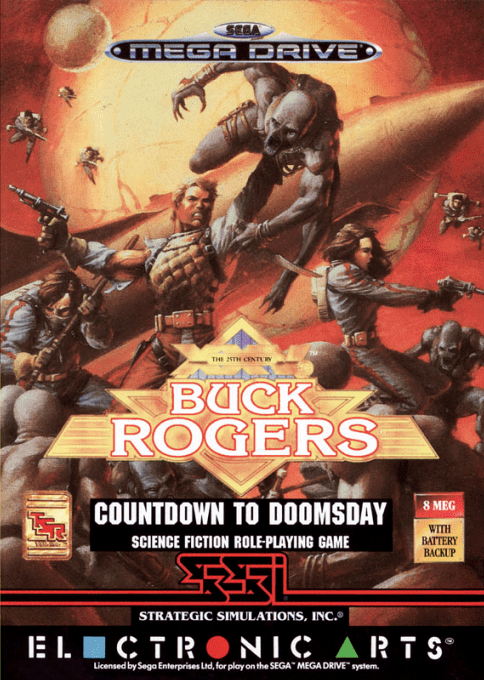 SEGA
MEGA DRIVE
THE 25TH CENTURY
BUCK
ROGERS
COUNTDOWN TO DOOMSDAY
SCIENCE FICTION ROLE-PLAYING GAME
8 MEG
WITH
BATTERY
BACKUP
TSR
SSI
STRATEGIC SIMULATIONS, INC.®
ELECTRONIC ARTS
Licensed by Sega Enterprises Ltd, for play on the SEGA™ MEGA DRIVE™ system.